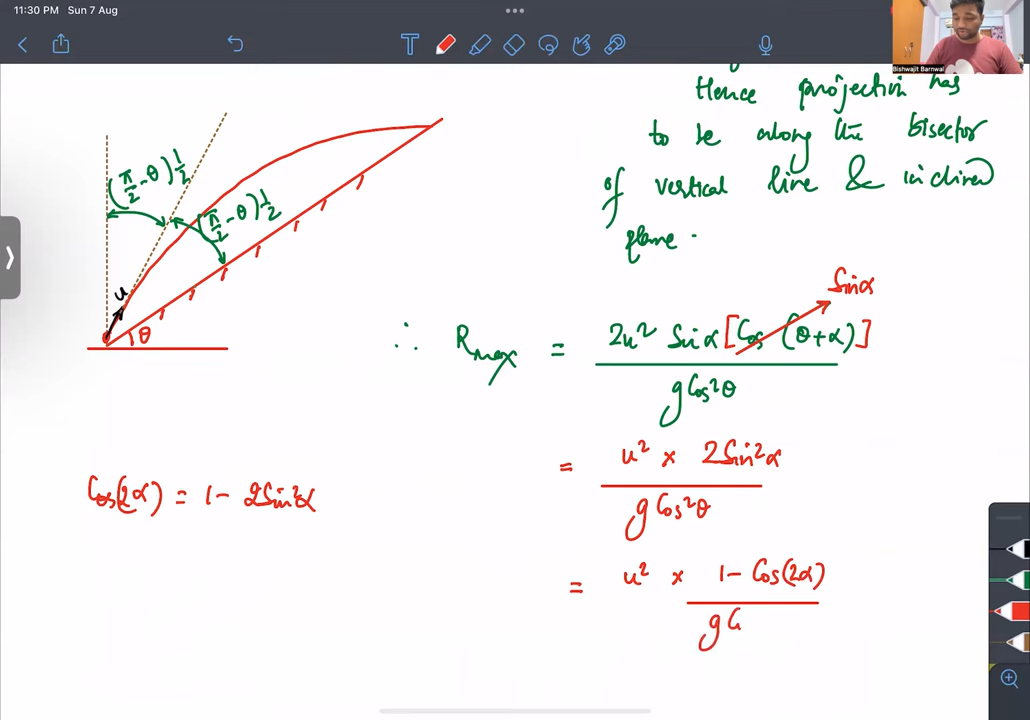 11:30 PM Sun 7 Aug
Bishwajit Barnwal
Hence projection has
to be along the bisector
of vertical line & inclined
plane.
(π/2 - θ) 1/2
(π/2 - θ) 1/2
u
θ
sinα
∴ Rmax = 2u² Sinα [Cos (θ+α)] / gCos²θ
= u² × 2Sin²α / gCos²θ
Cos(2α) = 1 - 2Sin²α
= u² × 1 - Cos(2α) / g